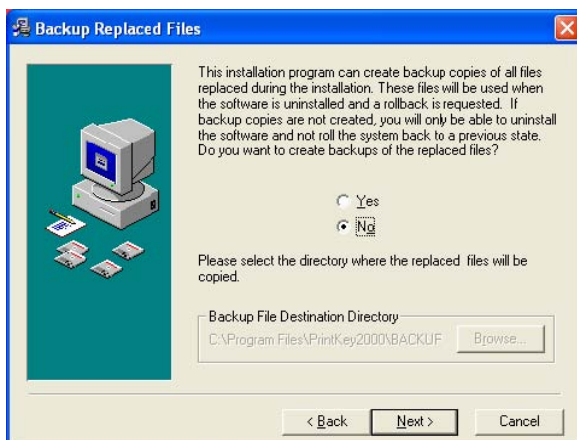 Backup Replaced Files
This installation program can create backup copies of all files
replaced during the installation. These files will be used when
the software is uninstalled and a rollback is requested. If
backup copies are not created, you will only be able to uninstall
the software and not roll the system back to a previous state.
Do you want to create backups of the replaced files?
Yes
No
Please select the directory where the replaced files will be
copied.
Backup File Destination Directory
C:\Program Files\PrintKey2000\BACKUF
Browse...
< Back
Next >
Cancel